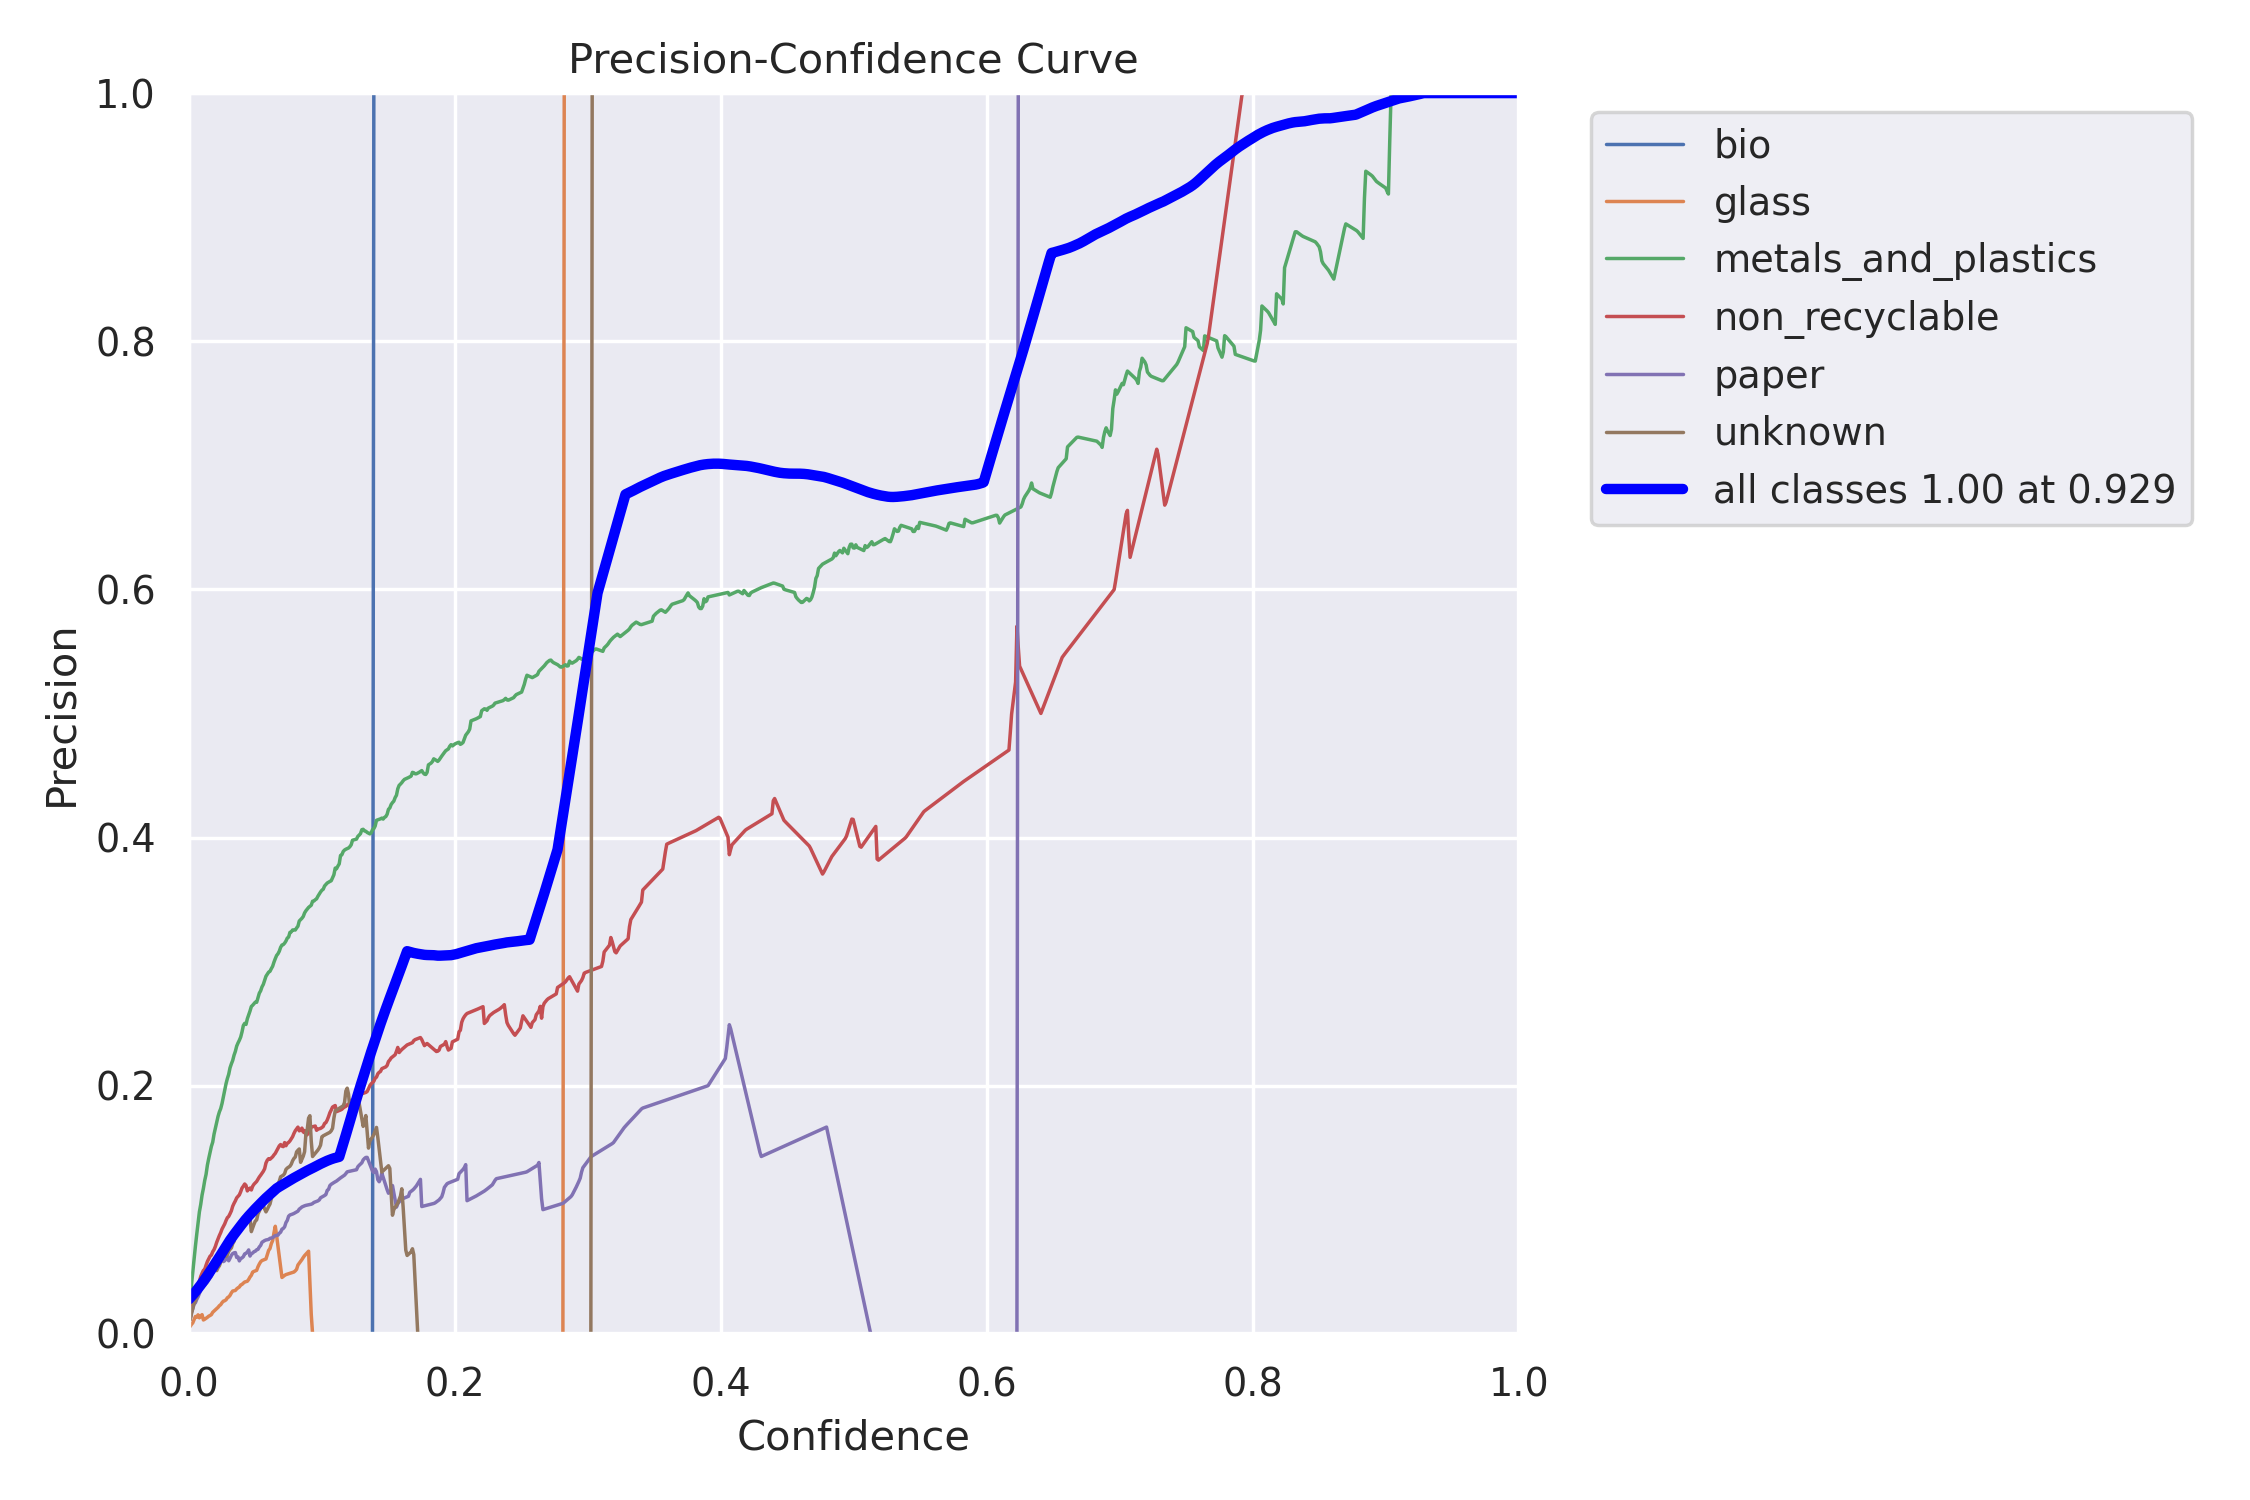 Precision-Confidence Curve
1.0
0.8
0.6
0.4
0.2
0.0
Precision
0.0 0.2 0.4 0.6 0.8 1.0
Confidence
bio
glass
metals_and_plastics
non_recyclable
paper
unknown
all classes 1.00 at 0.929